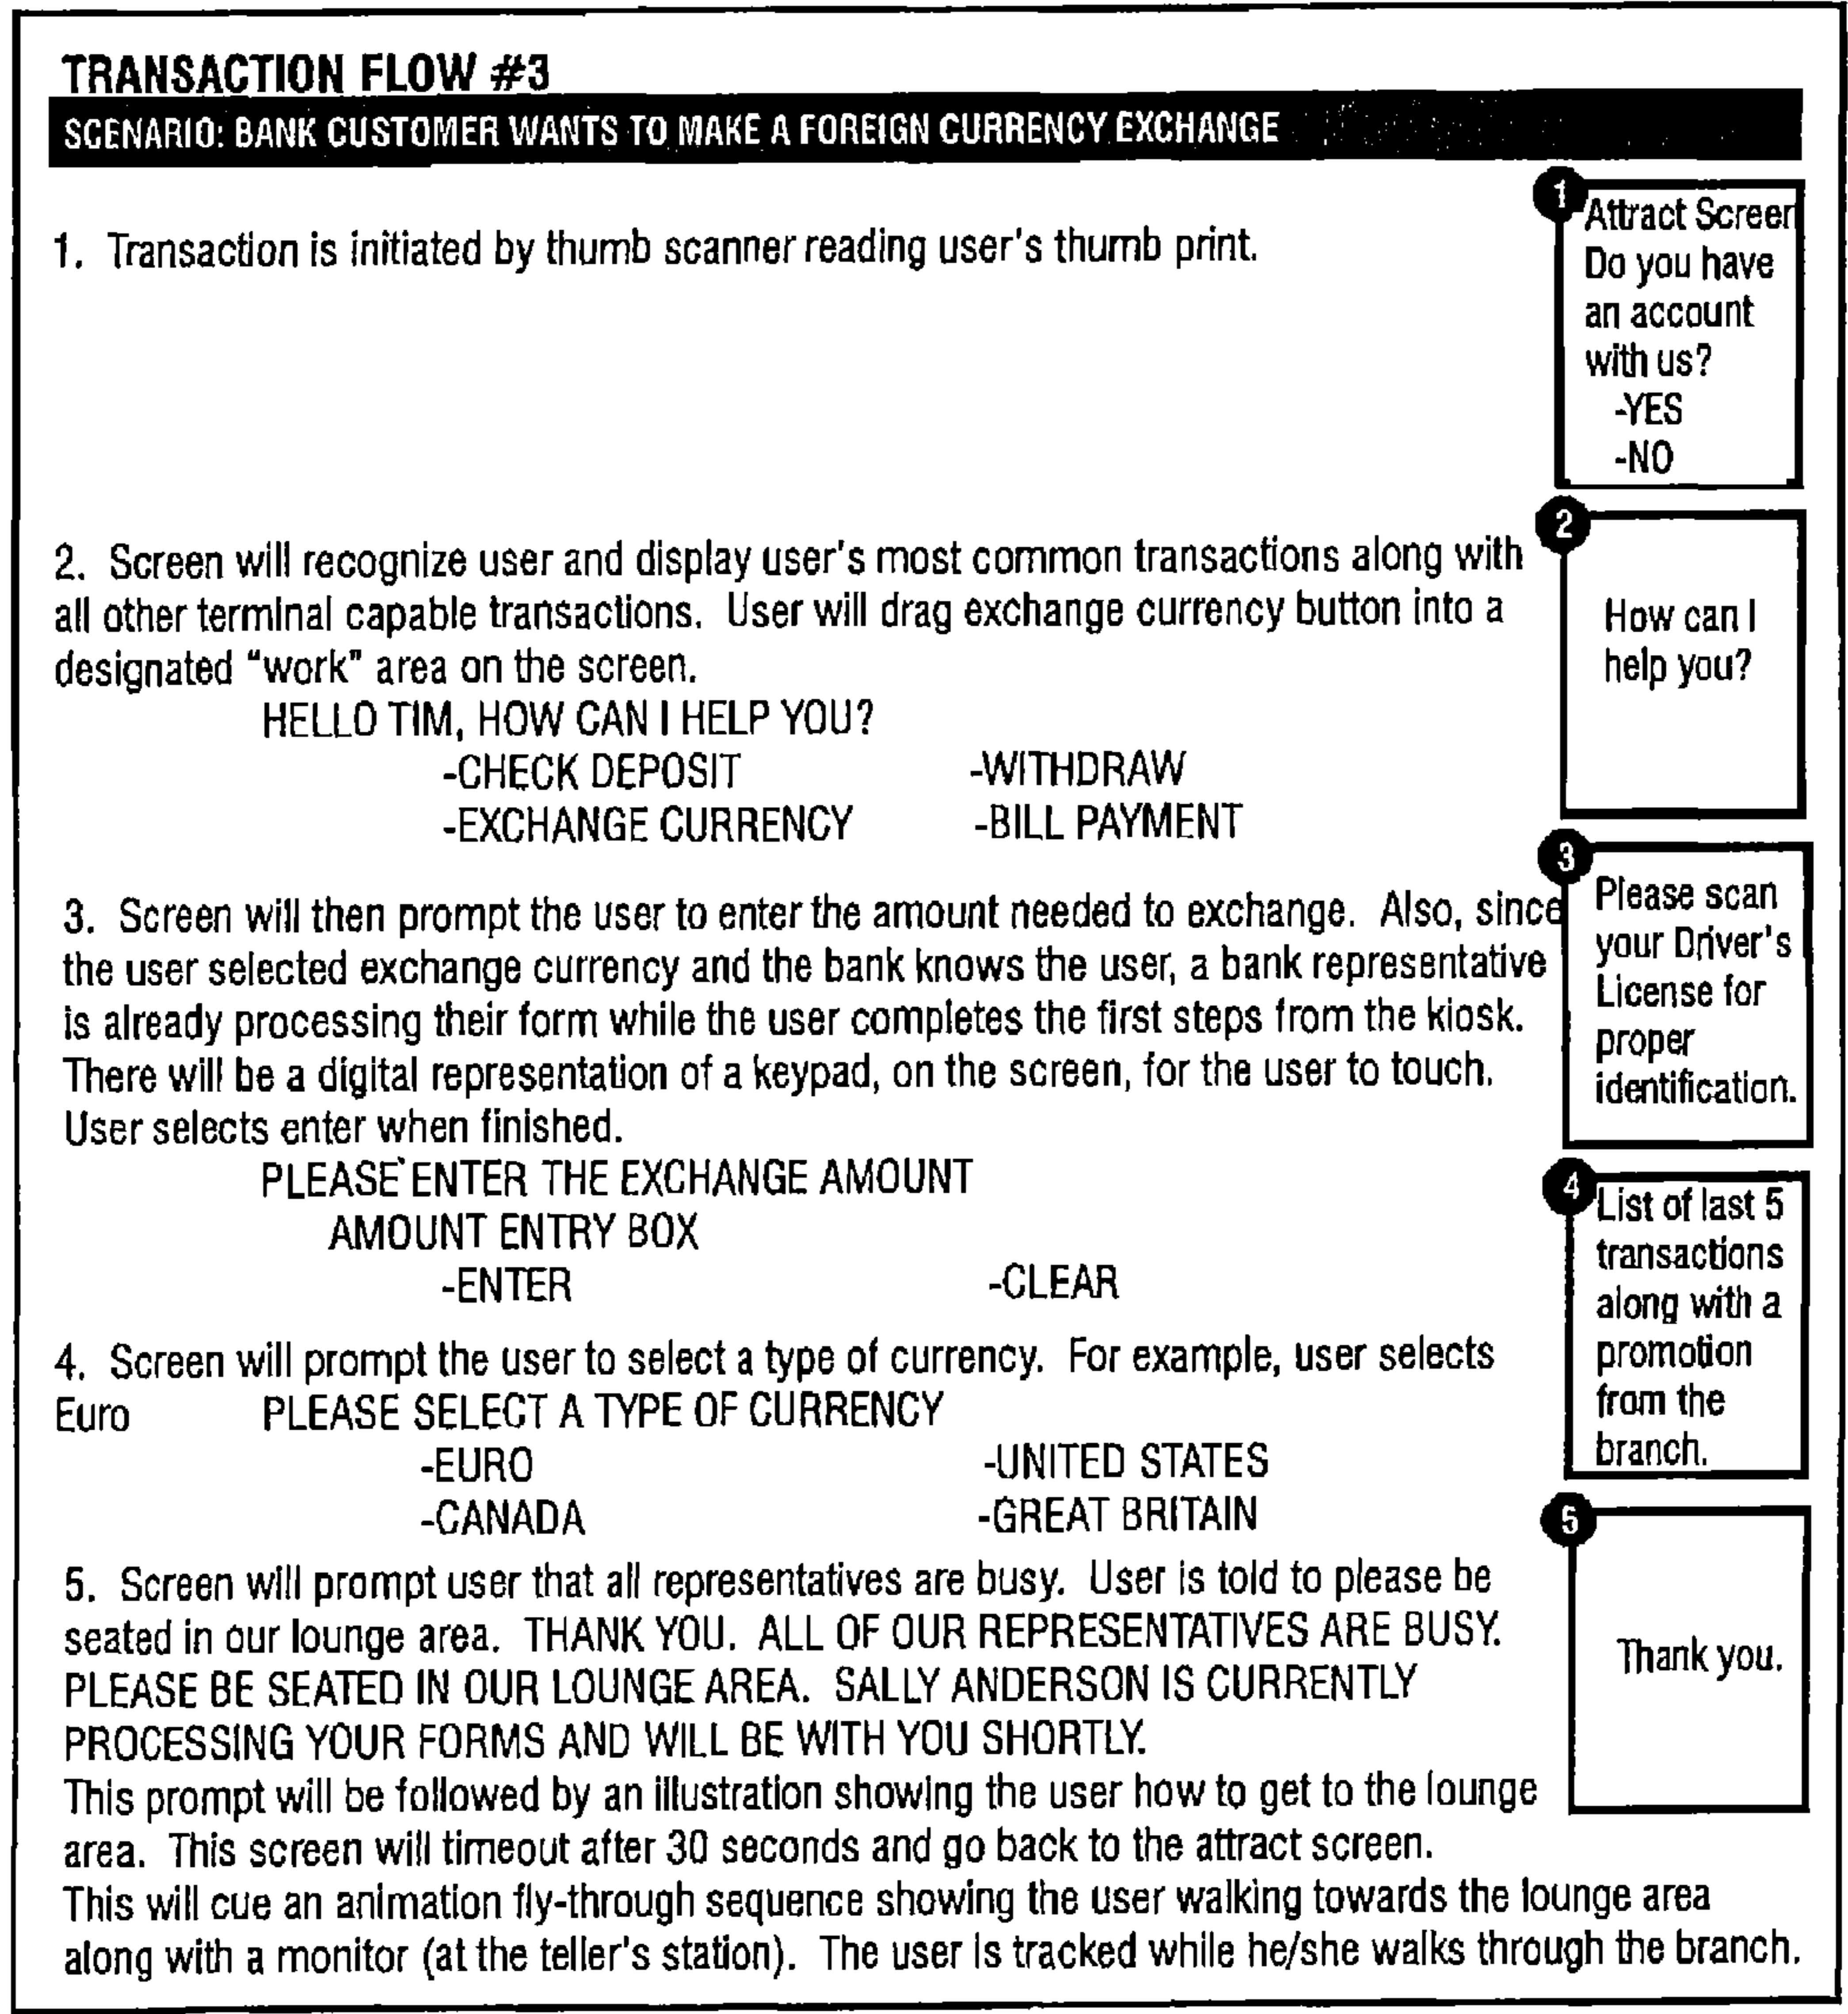 TRANSACTION FLOW #3
SCENARIO: BANK CUSTOMER WANTS TO MAKE A FOREIGN CURRENCY EXCHANGE
1. Transaction is initiated by thumb scanner reading user's thumb print.
1
Attract Screen
Do you have
an account
with us?
-YES
-NO
2. Screen will recognize user and display user's most common transactions along with
all other terminal capable transactions. User will drag exchange currency button into a
designated "work" area on the screen.
HELLO TIM, HOW CAN I HELP YOU?
-CHECK DEPOSIT -WITHDRAW
-EXCHANGE CURRENCY -BILL PAYMENT
2
How can I
help you?
3. Screen will then prompt the user to enter the amount needed to exchange. Also, since
the user selected exchange currency and the bank knows the user, a bank representative
is already processing their form while the user completes the first steps from the kiosk.
There will be a digital representation of a keypad, on the screen, for the user to touch.
User selects enter when finished.
PLEASE ENTER THE EXCHANGE AMOUNT
AMOUNT ENTRY BOX
-ENTER -CLEAR
3
Please scan
your Driver's
License for
proper
identification.
4. Screen will prompt the user to select a type of currency. For example, user selects
Euro PLEASE SELECT A TYPE OF CURRENCY
-EURO -UNITED STATES
-CANADA -GREAT BRITAIN
4
List of last 5
transactions
along with a
promotion
from the
branch.
5. Screen will prompt user that all representatives are busy. User is told to please be
seated in our lounge area. THANK YOU. ALL OF OUR REPRESENTATIVES ARE BUSY.
PLEASE BE SEATED IN OUR LOUNGE AREA. SALLY ANDERSON IS CURRENTLY
PROCESSING YOUR FORMS AND WILL BE WITH YOU SHORTLY.
This prompt will be followed by an illustration showing the user how to get to the lounge
area. This screen will timeout after 30 seconds and go back to the attract screen.
This will cue an animation fly-through sequence showing the user walking towards the lounge area
along with a monitor (at the teller's station). The user is tracked while he/she walks through the branch.
5
Thank you.